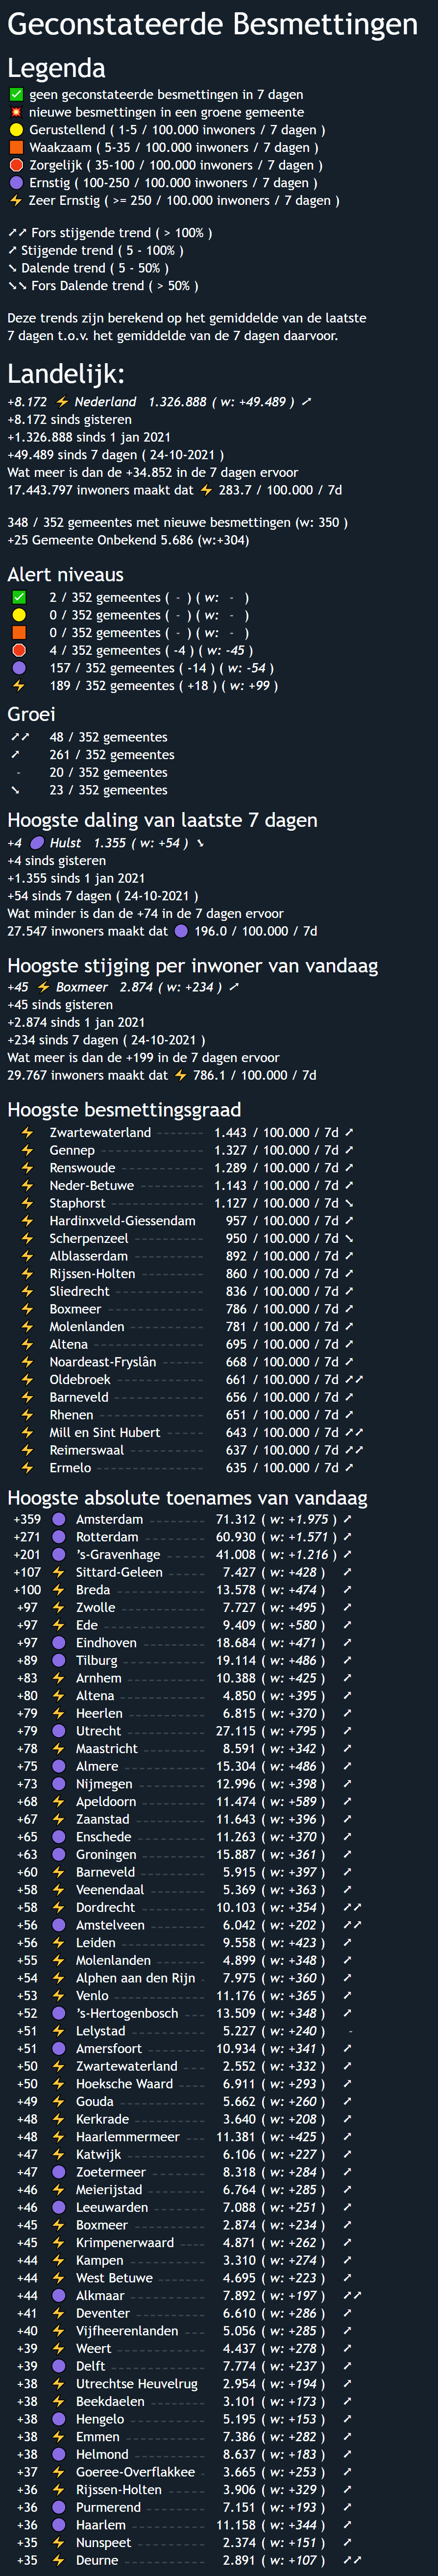 Geconstateerde Besmettingen
Legenda
✅ geen geconstateerde besmettingen in 7 dagen
💥 nieuwe besmettingen in een groene gemeente
🟡 Gerustellend ( 1-5 / 100.000 inwoners / 7 dagen )
🟧 Waakzaam ( 5-35 / 100.000 inwoners / 7 dagen )
🛑 Zorgelijk ( 35-100 / 100.000 inwoners / 7 dagen )
🟣 Ernstig ( 100-250 / 100.000 inwoners / 7 dagen )
⚡ Zeer Ernstig ( >= 250 / 100.000 inwoners / 7 dagen )
➚➚ Fors stijgende trend ( > 100% )
➚ Stijgende trend ( 5 - 100% )
➘ Dalende trend ( 5 - 50% )
➘➘ Fors Dalende trend ( > 50% )
Deze trends zijn berekend op het gemiddelde van de laatste
7 dagen t.o.v. het gemiddelde van de 7 dagen daarvoor.
Landelijk:
+8.172 ⚡ Nederland 1.326.888 ( w: +49.489 ) ➚
+8.172 sinds gisteren
+1.326.888 sinds 1 jan 2021
+49.489 sinds 7 dagen ( 24-10-2021 )
Wat meer is dan de +34.852 in de 7 dagen ervoor
17.443.797 inwoners maakt dat ⚡ 283.7 / 100.000 / 7d
348 / 352 gemeentes met nieuwe besmettingen (w: 350 )
+25 Gemeente Onbekend 5.686 (w:+304)
Alert niveaus
✅ 2 / 352 gemeentes ( - ) ( w: - )
🟡 0 / 352 gemeentes ( - ) ( w: - )
🟧 0 / 352 gemeentes ( - ) ( w: - )
🛑 4 / 352 gemeentes ( -4 ) ( w: -45 )
🟣 157 / 352 gemeentes ( -14 ) ( w: -54 )
⚡ 189 / 352 gemeentes ( +18 ) ( w: +99 )
Groei
➚➚ 48 / 352 gemeentes
➚ 261 / 352 gemeentes
- 20 / 352 gemeentes
➘ 23 / 352 gemeentes
Hoogste daling van laatste 7 dagen
+4 🟣 Hulst 1.355 ( w: +54 ) ➘
+4 sinds gisteren
+1.355 sinds 1 jan 2021
+54 sinds 7 dagen ( 24-10-2021 )
Wat minder is dan de +74 in de 7 dagen ervoor
27.547 inwoners maakt dat 🟣 196.0 / 100.000 / 7d
Hoogste stijging per inwoner van vandaag
+45 ⚡ Boxmeer 2.874 ( w: +234 ) ➚
+45 sinds gisteren
+2.874 sinds 1 jan 2021
+234 sinds 7 dagen ( 24-10-2021 )
Wat meer is dan de +199 in de 7 dagen ervoor
29.767 inwoners maakt dat ⚡ 786.1 / 100.000 / 7d
Hoogste besmettingsgraad
⚡ Zwartewaterland 1.443 / 100.000 / 7d ➚
⚡ Gennep 1.327 / 100.000 / 7d ➚
⚡ Renswoude 1.289 / 100.000 / 7d ➚
⚡ Neder-Betuwe 1.143 / 100.000 / 7d ➚
⚡ Staphorst 1.127 / 100.000 / 7d ➘
⚡ Hardinxveld-Giessendam 957 / 100.000 / 7d ➚
⚡ Scherpenzeel 950 / 100.000 / 7d ➘
⚡ Alblasserdam 892 / 100.000 / 7d ➚
⚡ Rijssen-Holten 860 / 100.000 / 7d ➚
⚡ Sliedrecht 836 / 100.000 / 7d ➚
⚡ Boxmeer 786 / 100.000 / 7d ➚
⚡ Molenlanden 781 / 100.000 / 7d ➚
⚡ Altena 695 / 100.000 / 7d ➚
⚡ Noardeast-Fryslân 668 / 100.000 / 7d ➚
⚡ Oldebroek 661 / 100.000 / 7d ➚➚
⚡ Barneveld 656 / 100.000 / 7d ➚
⚡ Rhenen 651 / 100.000 / 7d ➚
⚡ Mill en Sint Hubert 643 / 100.000 / 7d ➚➚
⚡ Reimerswaal 637 / 100.000 / 7d ➚➚
⚡ Ermelo 635 / 100.000 / 7d ➚
Hoogste absolute toenames van vandaag
+359 🟣 Amsterdam 71.312 ( w: +1.975 ) ➚
+271 🟣 Rotterdam 60.930 ( w: +1.571 ) ➚
+201 🟣 's-Gravenhage 41.008 ( w: +1.216 ) ➚
+107 ⚡ Sittard-Geleen 7.427 ( w: +428 ) ➚
+100 ⚡ Breda 13.578 ( w: +474 ) ➚
+97 ⚡ Zwolle 7.727 ( w: +495 ) ➚
+97 ⚡ Ede 9.409 ( w: +580 ) ➚
+97 🟣 Eindhoven 18.684 ( w: +471 ) ➚
+89 🟣 Tilburg 19.114 ( w: +486 ) ➚
+83 ⚡ Arnhem 10.388 ( w: +425 ) ➚
+80 ⚡ Altena 4.850 ( w: +395 ) ➚
+79 ⚡ Heerlen 6.815 ( w: +370 ) ➚
+79 🟣 Utrecht 27.115 ( w: +795 ) ➚
+78 ⚡ Maastricht 8.591 ( w: +342 ) ➚
+75 🟣 Almere 15.304 ( w: +486 ) ➚
+73 🟣 Nijmegen 12.996 ( w: +398 ) ➚
+68 ⚡ Apeldoorn 11.474 ( w: +589 ) ➚
+67 ⚡ Zaanstad 11.643 ( w: +396 ) ➚
+65 🟣 Enschede 11.263 ( w: +370 ) ➚
+63 🟣 Groningen 15.887 ( w: +361 ) ➚
+60 ⚡ Barneveld 5.915 ( w: +397 ) ➚
+58 ⚡ Veenendaal 5.369 ( w: +363 ) ➚
+58 ⚡ Dordrecht 10.103 ( w: +354 ) ➚➚
+56 🟣 Amstelveen 6.042 ( w: +202 ) ➚➚
+56 ⚡ Leiden 9.558 ( w: +423 ) ➚
+55 ⚡ Molenlanden 4.899 ( w: +348 ) ➚
+54 ⚡ Alphen aan den Rijn 7.975 ( w: +360 ) ➚
+53 ⚡ Venlo 11.176 ( w: +365 ) ➚
+52 🟣 's-Hertogenbosch 13.509 ( w: +348 ) ➚
+51 ⚡ Lelystad 5.227 ( w: +240 ) -
+51 🟣 Amersfoort 10.934 ( w: +341 ) ➚
+50 ⚡ Zwartewaterland 2.552 ( w: +332 ) ➚
+50 ⚡ Hoeksche Waard 6.911 ( w: +293 ) ➚
+49 ⚡ Gouda 5.662 ( w: +260 ) ➚
+48 ⚡ Kerkrade 3.640 ( w: +208 ) ➚
+48 ⚡ Haarlemmermeer 11.381 ( w: +425 ) ➚
+47 ⚡ Katwijk 6.106 ( w: +227 ) ➚
+47 🟣 Zoetermeer 8.318 ( w: +284 ) ➚
+46 ⚡ Meierijstad 6.764 ( w: +285 ) ➚
+46 🟣 Leeuwarden 7.088 ( w: +251 ) ➚
+45 ⚡ Boxmeer 2.874 ( w: +234 ) ➚
+45 ⚡ Krimpenerwaard 4.871 ( w: +262 ) ➚
+44 ⚡ Kampen 3.310 ( w: +274 ) ➚
+44 ⚡ West Betuwe 4.695 ( w: +223 ) ➚
+44 🟣 Alkmaar 7.892 ( w: +197 ) ➚➚
+41 ⚡ Deventer 6.610 ( w: +286 ) ➚
+40 ⚡ Vijfheerenlanden 5.056 ( w: +285 ) ➚
+39 ⚡ Weert 4.437 ( w: +278 ) ➚
+39 🟣 Delft 7.774 ( w: +237 ) ➚
+38 ⚡ Utrechtse Heuvelrug 2.954 ( w: +194 ) ➚
+38 ⚡ Beekdaelen 3.101 ( w: +173 ) ➚
+38 🟣 Hengelo 5.195 ( w: +153 ) ➚
+38 ⚡ Emmen 7.386 ( w: +282 ) ➚
+38 🟣 Helmond 8.637 ( w: +183 ) ➚
+37 ⚡ Goeree-Overflakkee 3.665 ( w: +253 ) ➚
+36 ⚡ Rijssen-Holten 3.906 ( w: +329 ) ➚
+36 🟣 Purmerend 7.151 ( w: +193 ) ➚
+36 🟣 Haarlem 11.158 ( w: +344 ) ➚
+35 ⚡ Nunspeet 2.374 ( w: +151 ) ➚
+35 ⚡ Deurne 2.891 ( w: +107 ) ➚➚